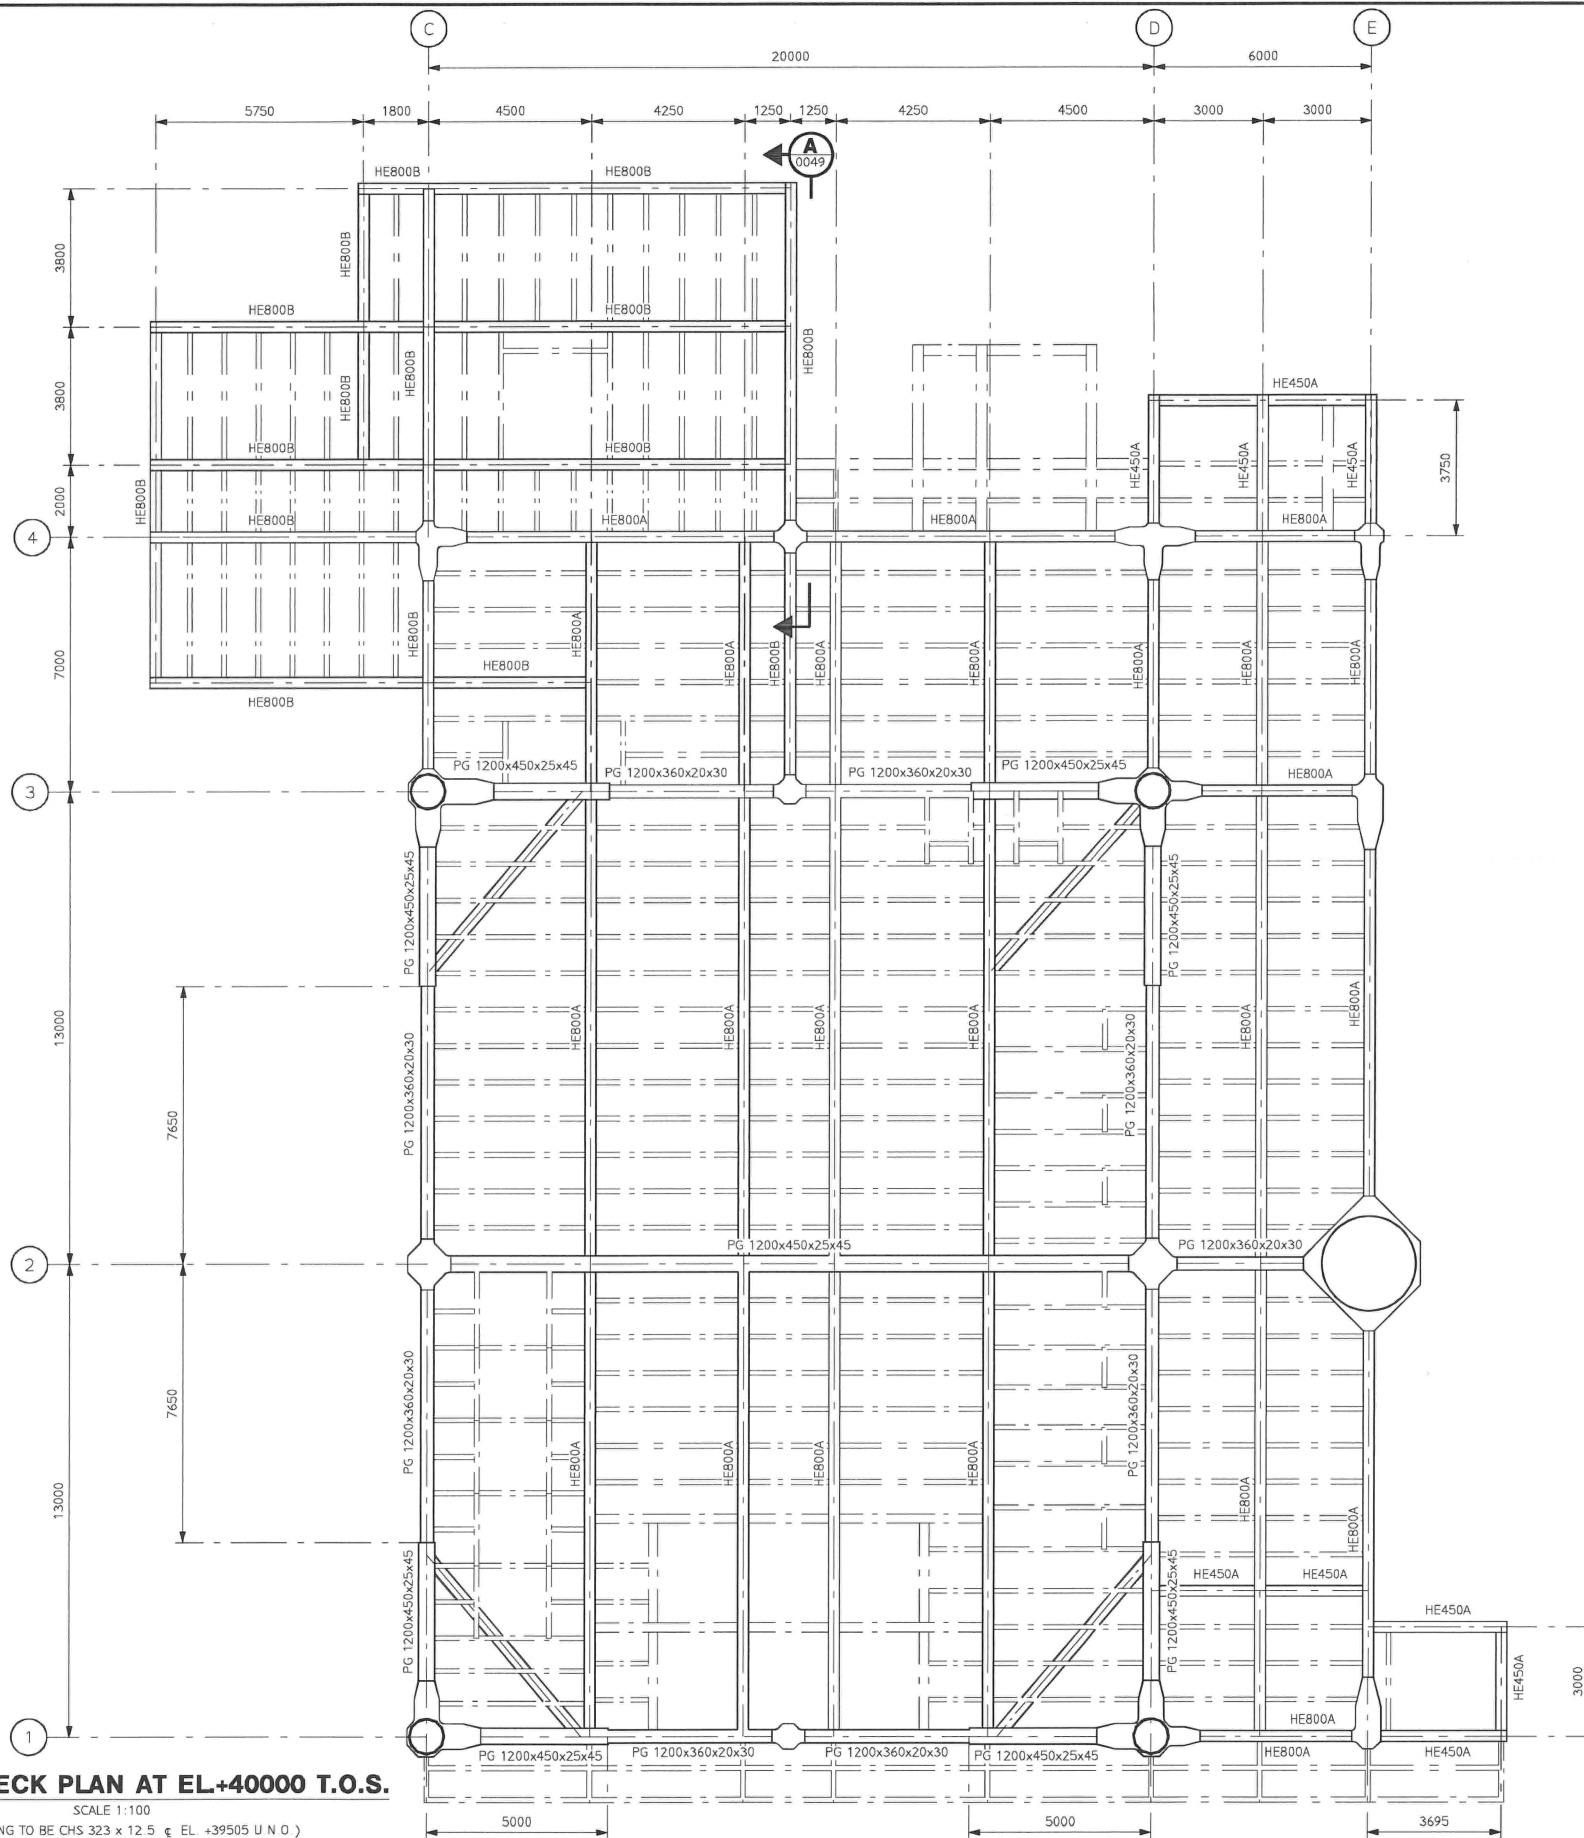 C
D
E
20000
6000
5750
1800
4500
4250
1250
1250
4250
4500
3000
3000
A
0049
HE800B
HE800B
3800
HE800B
HE800B
HE800B
HE800B
3800
HE800B
HE800B
HE450A
HE450A
HE450A
HE450A
3750
HE800B
HE800B
2000
HE800B
HE800B
HE800A
HE800A
HE800A
4
7000
HE800B
HE800A
HE800B
HE800A
HE800B
HE800A
HE800A
HE800A
HE800A
HE800B
PG 1200x450x25x45
PG 1200x360x20x30
PG 1200x360x20x30
PG 1200x450x25x45
HE800A
3
PG 1200x450x25x45
PG 1200x450x25x45
13000
7650
PG 1200x360x20x30
HE800A
HE800A
HE800A
HE800A
PG 1200x360x20x30
HE800A
HE800A
PG 1200x450x25x45
PG 1200x360x20x30
2
7650
13000
PG 1200x360x20x30
HE800A
HE800A
HE800A
HE800A
PG 1200x360x20x30
HE800A
HE800A
PG 1200x450x25x45
PG 1200x450x25x45
HE450A
HE450A
HE450A
HE450A
3000
1
HE800A
PG 1200x450x25x45
PG 1200x360x20x30
PG 1200x360x20x30
PG 1200x450x25x45
HE800A
HE450A
ECK PLAN AT EL.+40000 T.O.S.
SCALE 1:100
NG TO BE CHS 323 x 12.5 ℄ EL. +39505 U.N.O.)
5000
5000
3695